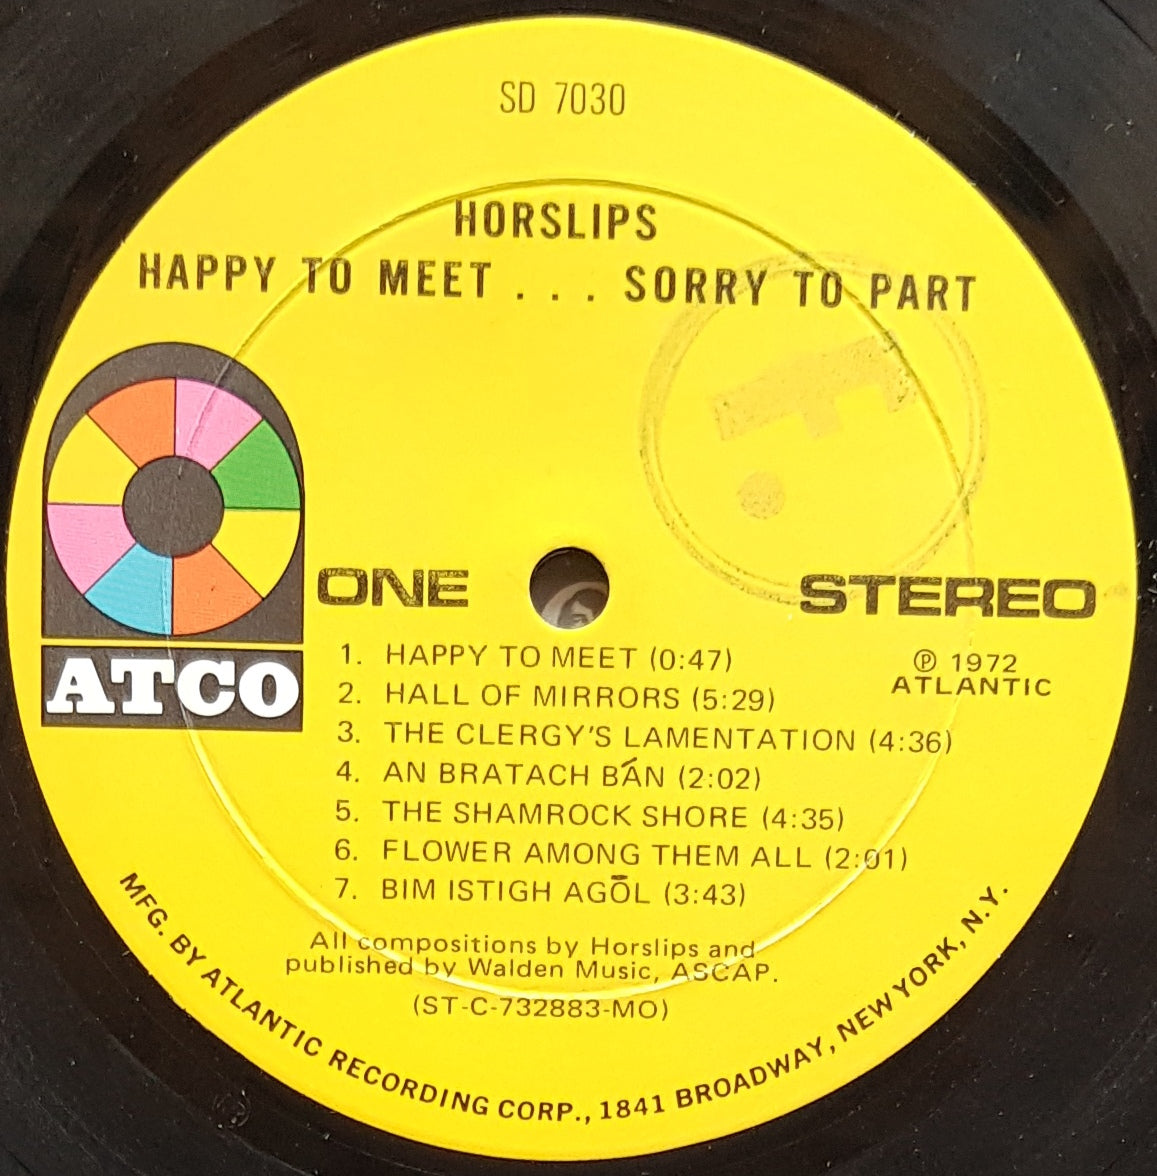 SD 7030
HORSLIPS
HAPPY TO MEET . . . SORRY TO PART
ATCO
ONE
STEREO
1. HAPPY TO MEET (0:47)
2. HALL OF MIRRORS (5:29)
3. THE CLERGY'S LAMENTATION (4:36)
4. AN BRATACH BÁN (2:02)
5. THE SHAMROCK SHORE (4:35)
6. FLOWER AMONG THEM ALL (2:01)
7. BIM ISTIGH AGŌL (3:43)
Ⓟ 1972
ATLANTIC
All compositions by Horslips and
published by Walden Music, ASCAP.
(ST-C-732883-MO)
MFG. BY ATLANTIC RECORDING CORP., 1841 BROADWAY, NEW YORK, N.Y.